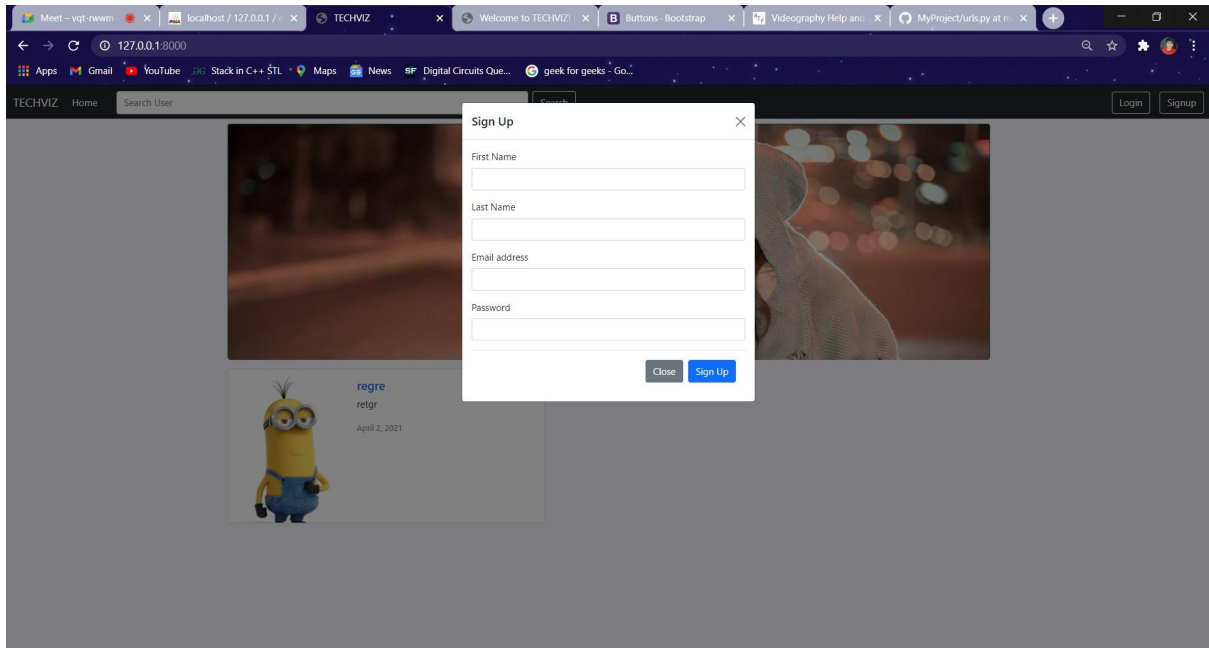 Meet – vqt-rwwm
localhost / 127.0.0.1 /
TECHVIZ
Welcome to TECHVIZ!
Buttons · Bootstrap
Videography Help and
MyProject/urls.py at m
127.0.0.1:8000
Apps
Gmail
YouTube
Stack in C++ STL
Maps
News
SF Digital Circuits Que...
geek for geeks - Go...
TECHVIZ
Home
Search User
Search
Login
Signup
Sign Up
First Name
Last Name
Email address
Password
Close
Sign Up
regre
retgr
April 2, 2021